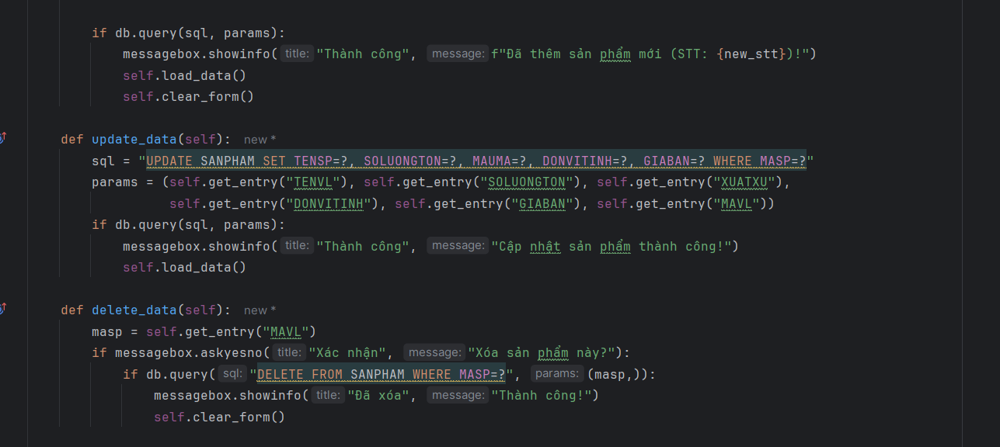 if db.query(sql, params):
messagebox.showinfo( title: "Thành công", message: f"Đã thêm sản phẩm mới (STT: {new_stt})!")
self.load_data()
self.clear_form()
def update_data(self): new *
sql = "UPDATE SANPHAM SET TENSP=?, SOLUONGTON=?, MAUMA=?, DONVITINH=?, GIABAN=? WHERE MASP=?"
params = (self.get_entry("TENVL"), self.get_entry("SOLUONGTON"), self.get_entry("XUATXU"),
self.get_entry("DONVITINH"), self.get_entry("GIABAN"), self.get_entry("MAVL"))
if db.query(sql, params):
messagebox.showinfo( title: "Thành công", message: "Cập nhật sản phẩm thành công!")
self.load_data()
def delete_data(self): new *
masp = self.get_entry("MAVL")
if messagebox.askyesno( title: "Xác nhận", message: "Xóa sản phẩm này?"):
if db.query( sql: "DELETE FROM SANPHAM WHERE MASP=?", params: (masp,)):
messagebox.showinfo( title: "Đã xóa", message: "Thành công!")
self.clear_form()